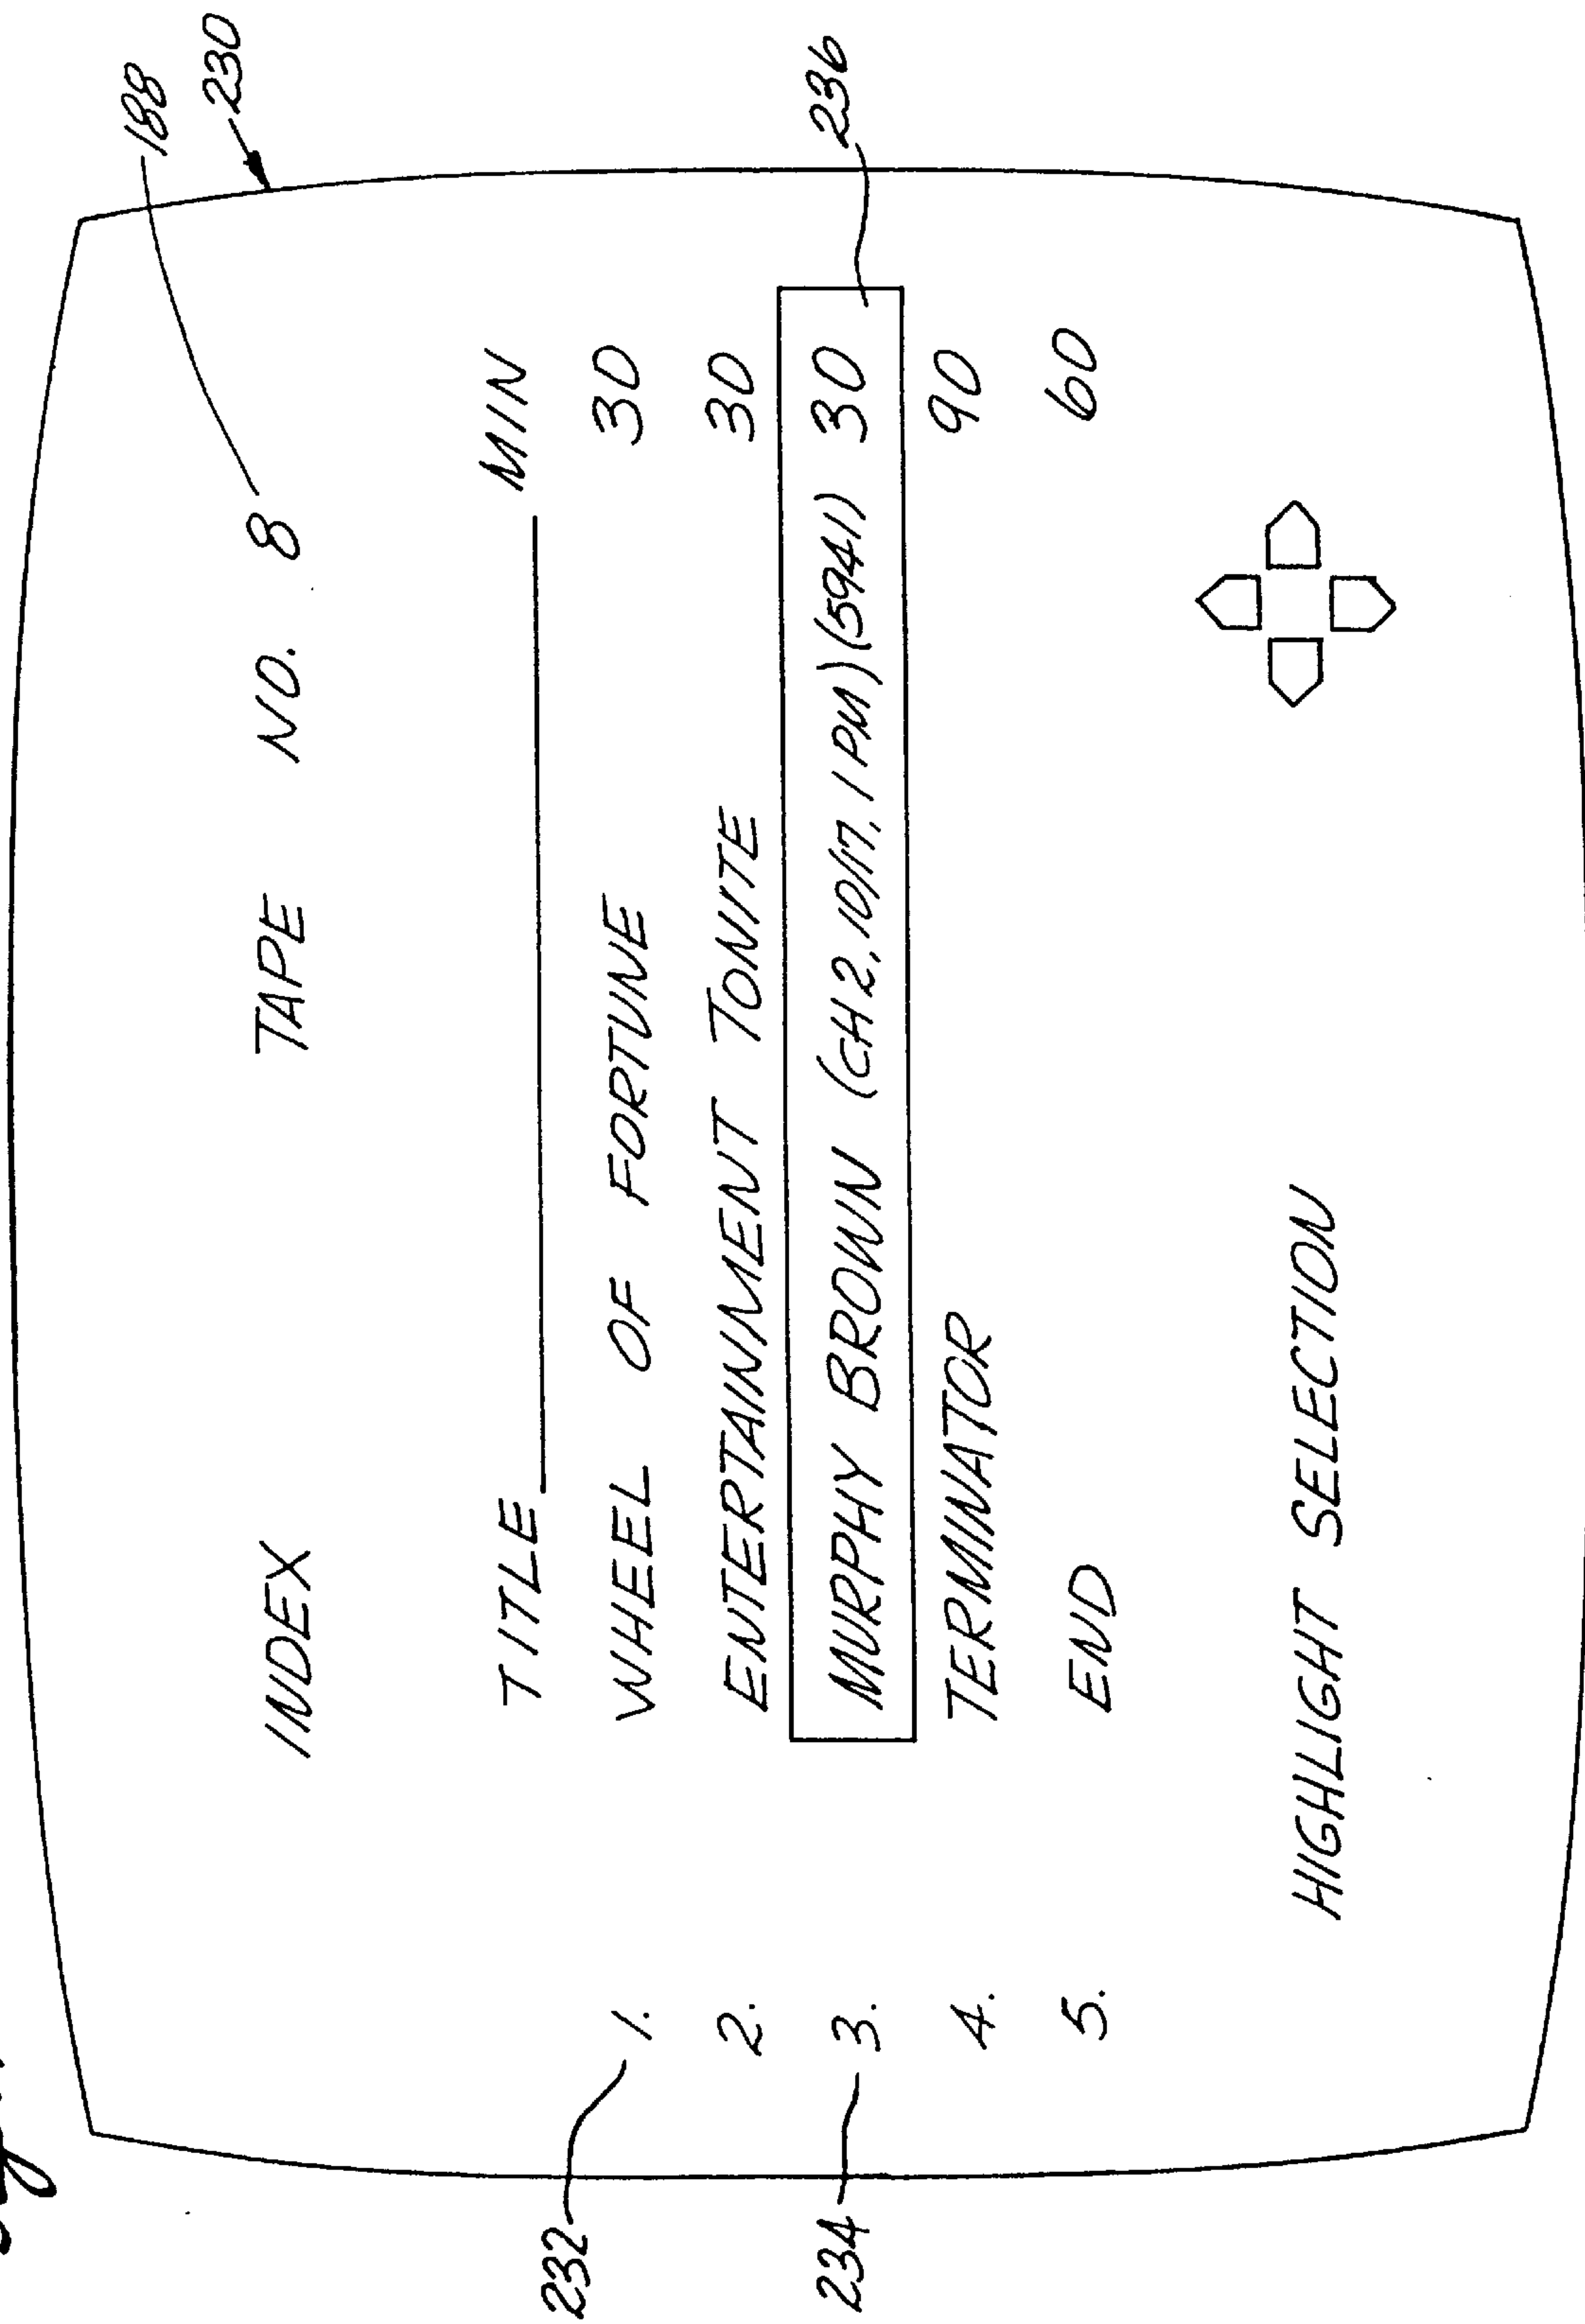 188
230
INDEX TAPE NO. 8
TITLE MIN
232 1. WHEEL OF FORTUNE 30
2. ENTERTAINMENT TONITE 30
234 3. MURPHY BROWN (CH 2, 10/17, 1 PM) (5941) 30 236
4. TERMINATOR 90
5. END 60
HIGHLIGHT SELECTION